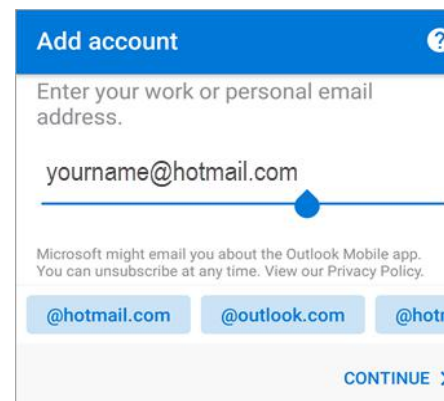 Add account
?
Enter your work or personal email
address.
yourname@hotmail.com
Microsoft might email you about the Outlook Mobile app.
You can unsubscribe at any time. View our Privacy Policy.
@hotmail.com @outlook.com @hotm
CONTINUE